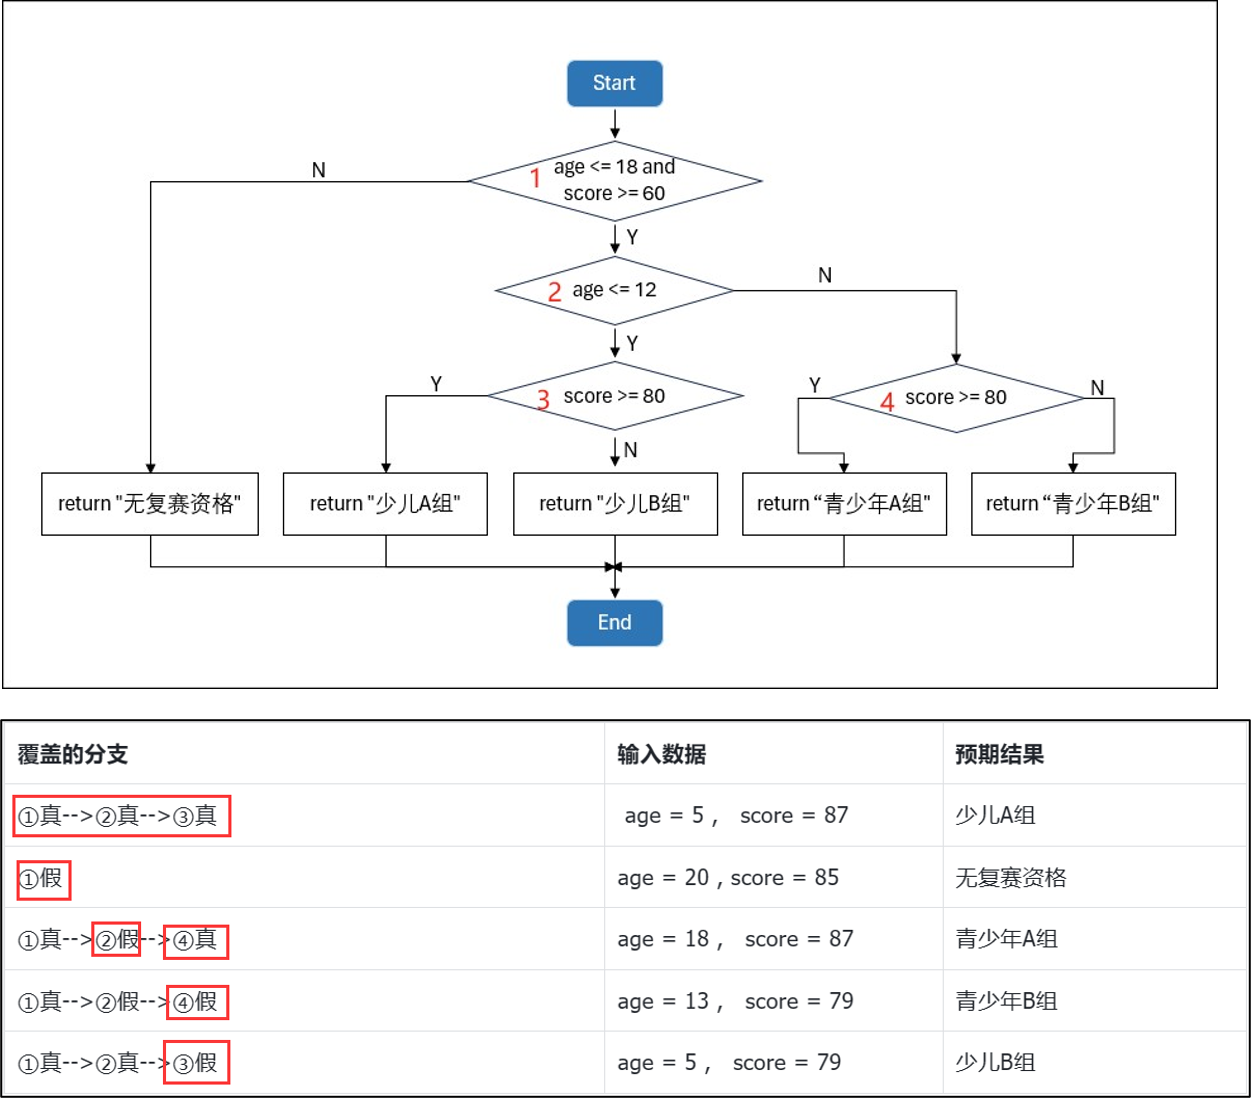 Start
1 age <= 18 and
score >= 60
N
Y
2 age <= 12
N
Y
3 score >= 80
Y
N
4 score >= 80
Y
N
return "无复赛资格"
return "少儿A组"
return "少儿B组"
return “青少年A组"
return “青少年B组"
End
覆盖的分支 输入数据 预期结果
①真-->②真-->③真 age = 5 , score = 87 少儿A组
①假 age = 20 , score = 85 无复赛资格
①真-->②假-->④真 age = 18 , score = 87 青少年A组
①真-->②假-->④假 age = 13 , score = 79 青少年B组
①真-->②真-->③假 age = 5 , score = 79 少儿B组